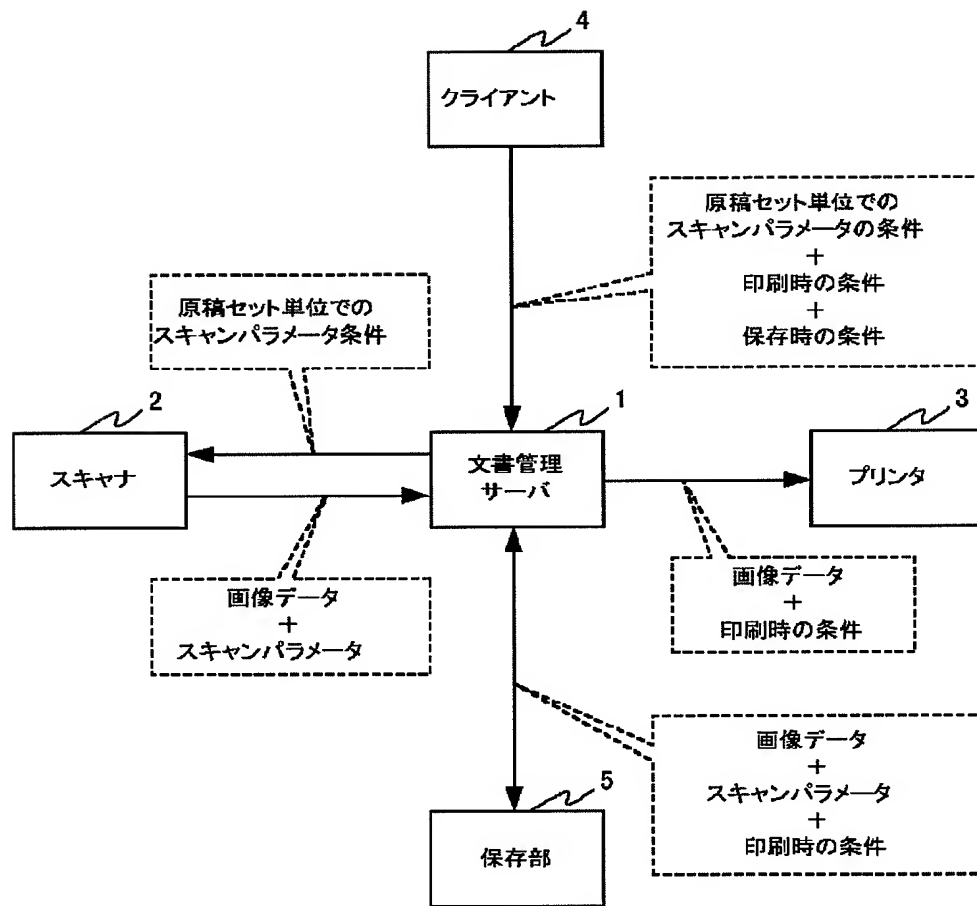 4
クライアント
原稿セット単位での
スキャンパラメータの条件
＋
印刷時の条件
＋
保存時の条件
原稿セット単位での
スキャンパラメータ条件
2
スキャナ
1
文書管理
サーバ
3
プリンタ
画像データ
＋
スキャンパラメータ
画像データ
＋
印刷時の条件
5
保存部
画像データ
＋
スキャンパラメータ
＋
印刷時の条件